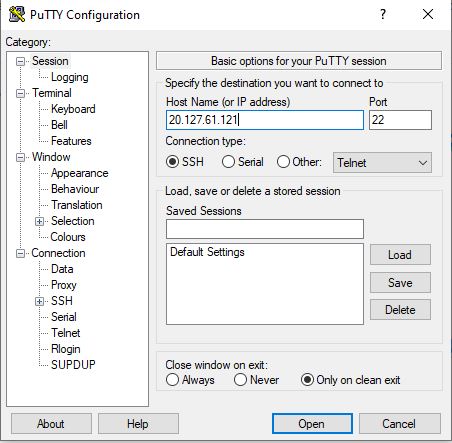 PuTTY Configuration
?
Category:
Session
Logging
Terminal
Keyboard
Bell
Features
Window
Appearance
Behaviour
Translation
Selection
Colours
Connection
Data
Proxy
SSH
Serial
Telnet
Rlogin
SUPDUP
Basic options for your PuTTY session
Specify the destination you want to connect to
Host Name (or IP address) Port
20.127.61.121 22
Connection type:
SSH Serial Other: Telnet
Load, save or delete a stored session
Saved Sessions
Default Settings
Load
Save
Delete
Close window on exit:
Always Never Only on clean exit
About Help Open Cancel